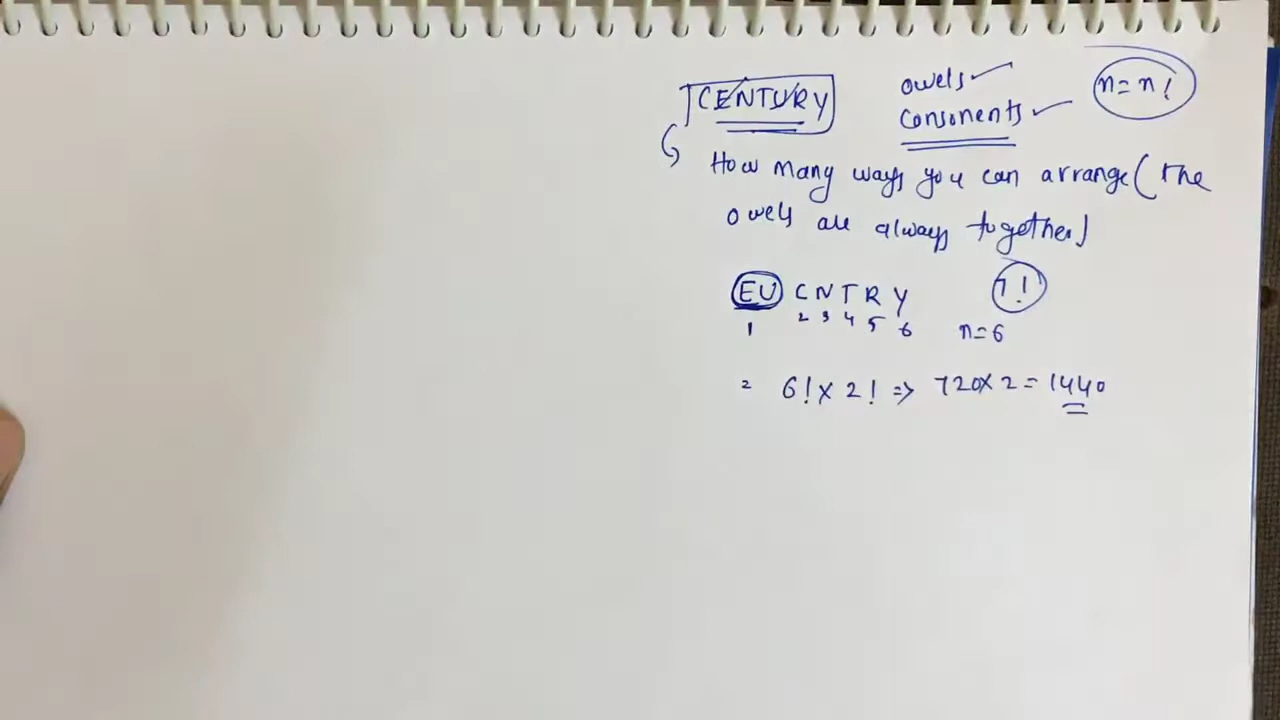 CENTURY
owels ✓
Consonents ✓
n = n!
How many ways you can arrange (The
owels are always together)
EU C N T R Y
7!
1 2 3 4 5 6 n=6
= 6! × 2! => 720 × 2 = 1440